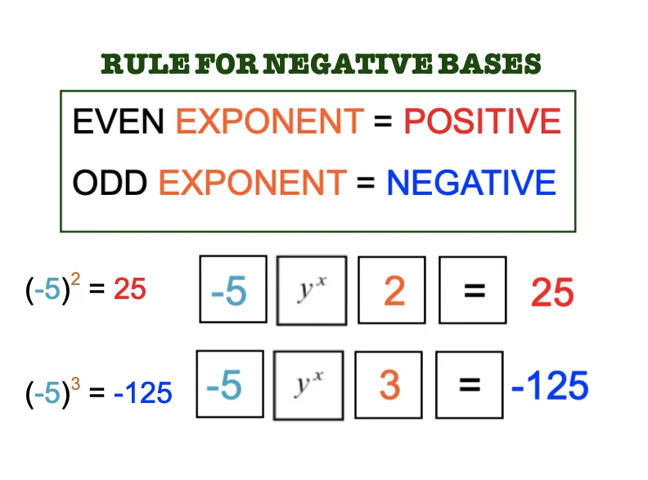 RULE FOR NEGATIVE BASES
EVEN EXPONENT = POSITIVE
ODD EXPONENT = NEGATIVE
(-5)² = 25 -5 yˣ 2 = 25
(-5)³ = -125 -5 yˣ 3 = -125